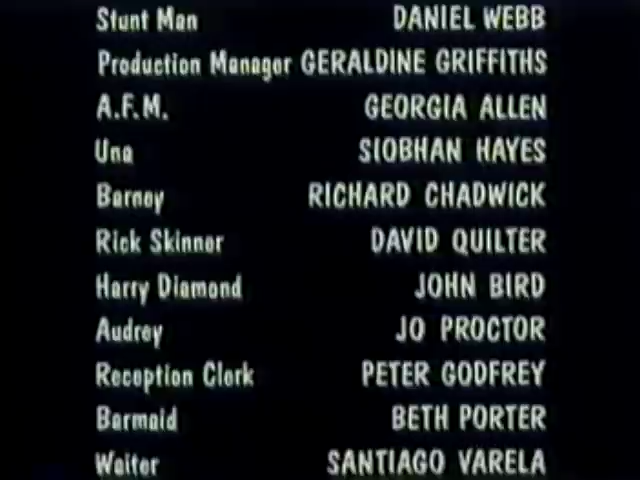 Stunt Man DANIEL WEBB
Production Manager GERALDINE GRIFFITHS
A.F.M. GEORGIA ALLEN
Una SIOBHAN HAYES
Barney RICHARD CHADWICK
Rick Skinner DAVID QUILTER
Harry Diamond JOHN BIRD
Audrey JO PROCTOR
Reception Clerk PETER GODFREY
Barmaid BETH PORTER
Waiter SANTIAGO VARELA